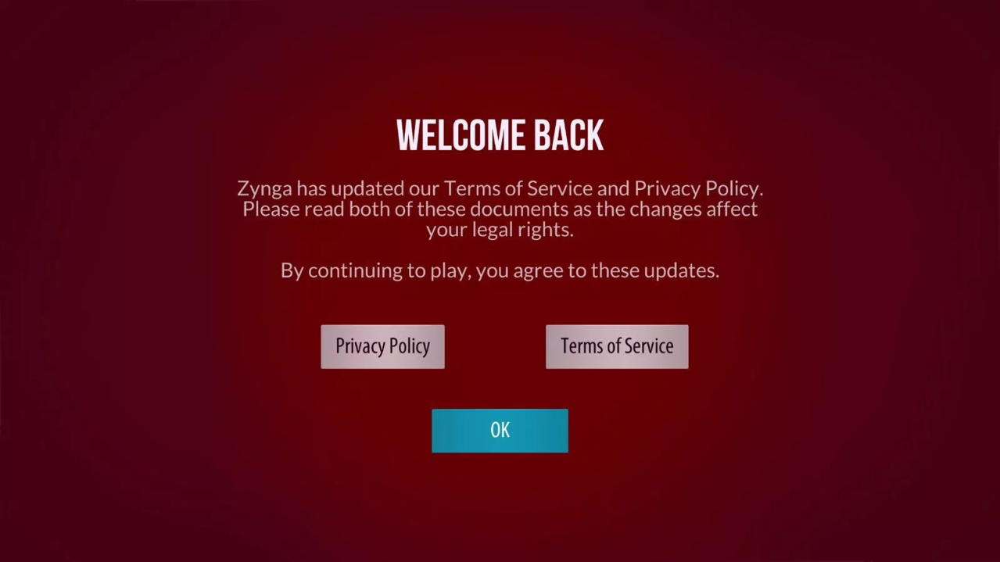 WELCOME BACK
Zynga has updated our Terms of Service and Privacy Policy.
Please read both of these documents as the changes affect
your legal rights.
By continuing to play, you agree to these updates.
Privacy Policy
Terms of Service
OK